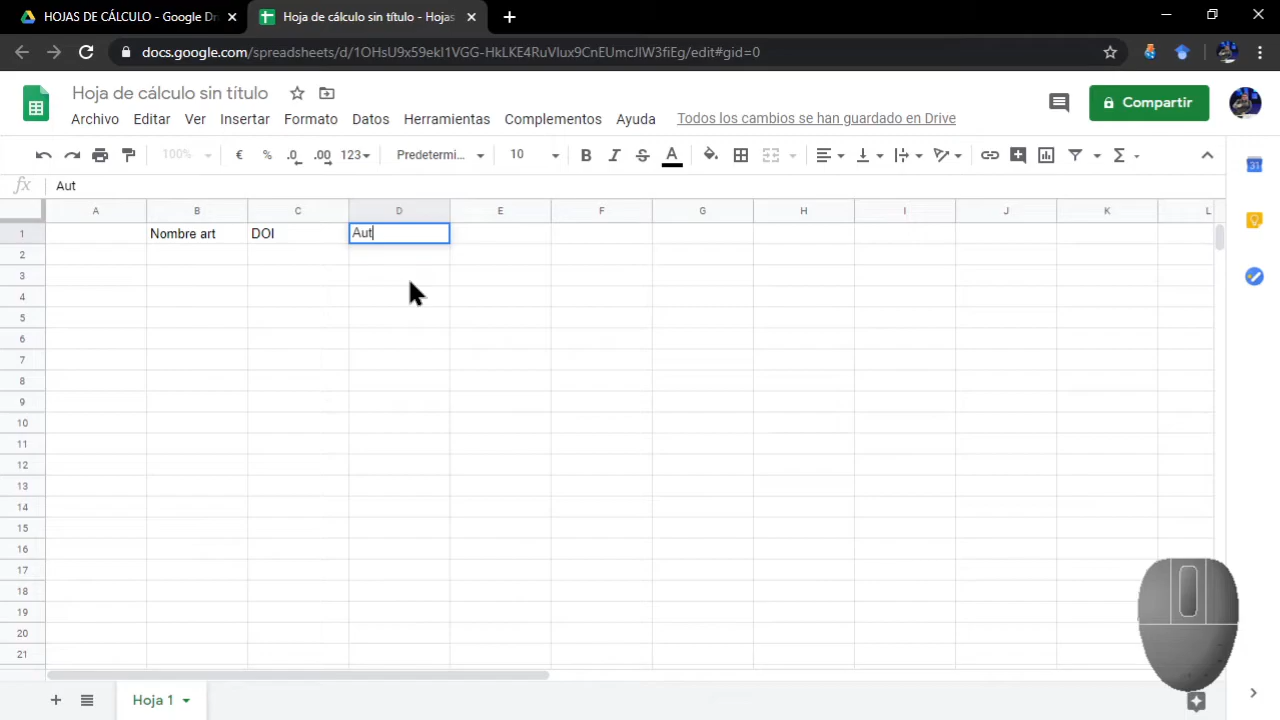 HOJAS DE CÁLCULO - Google Dr
Hoja de cálculo sin título - Hojas
docs.google.com/spreadsheets/d/1OHsU9x59ekI1VGG-HkLKE4RuVlux9CnEUmcJIW3fiEg/edit#gid=0
Hoja de cálculo sin título
Compartir
Archivo Editar Ver Insertar Formato Datos Herramientas Complementos Ayuda Todos los cambios se han guardado en Drive
100% € % .0 .00 123 Predetermi... 10 B I S A Σ
31
fx Aut
A B C D E F G H I J K L
1 Nombre art DOI Aut
2
3
4
5
6
7
8
9
10
11
12
13
14
15
16
17
18
19
20
21
Hoja 1